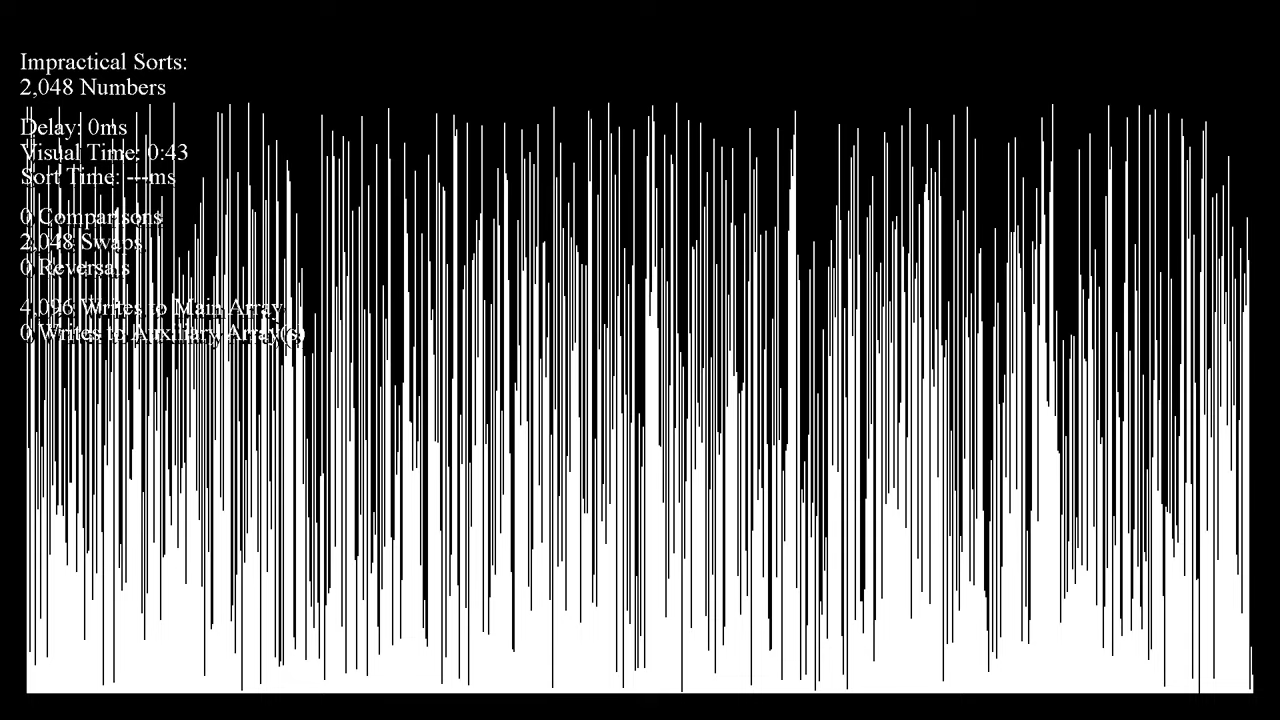 Impractical Sorts:
2,048 Numbers
Delay: 0ms
Visual Time: 0:43
Sort Time: ---ms
0 Comparisons
2,048 Swaps
0 Reversals
4,096 Writes to Main Array
0 Writes to Auxiliary Array(s)